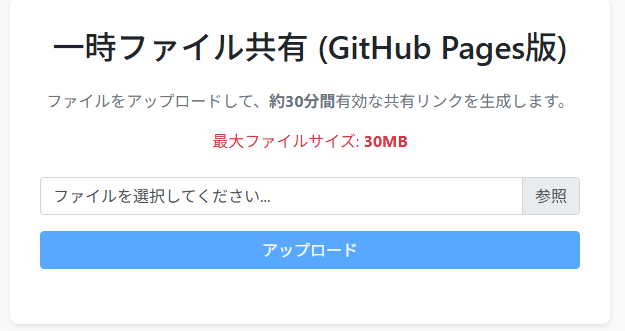 一時ファイル共有 (GitHub Pages版)
ファイルをアップロードして、約30分間有効な共有リンクを生成します。
最大ファイルサイズ: 30MB
ファイルを選択してください... 参照
アップロード